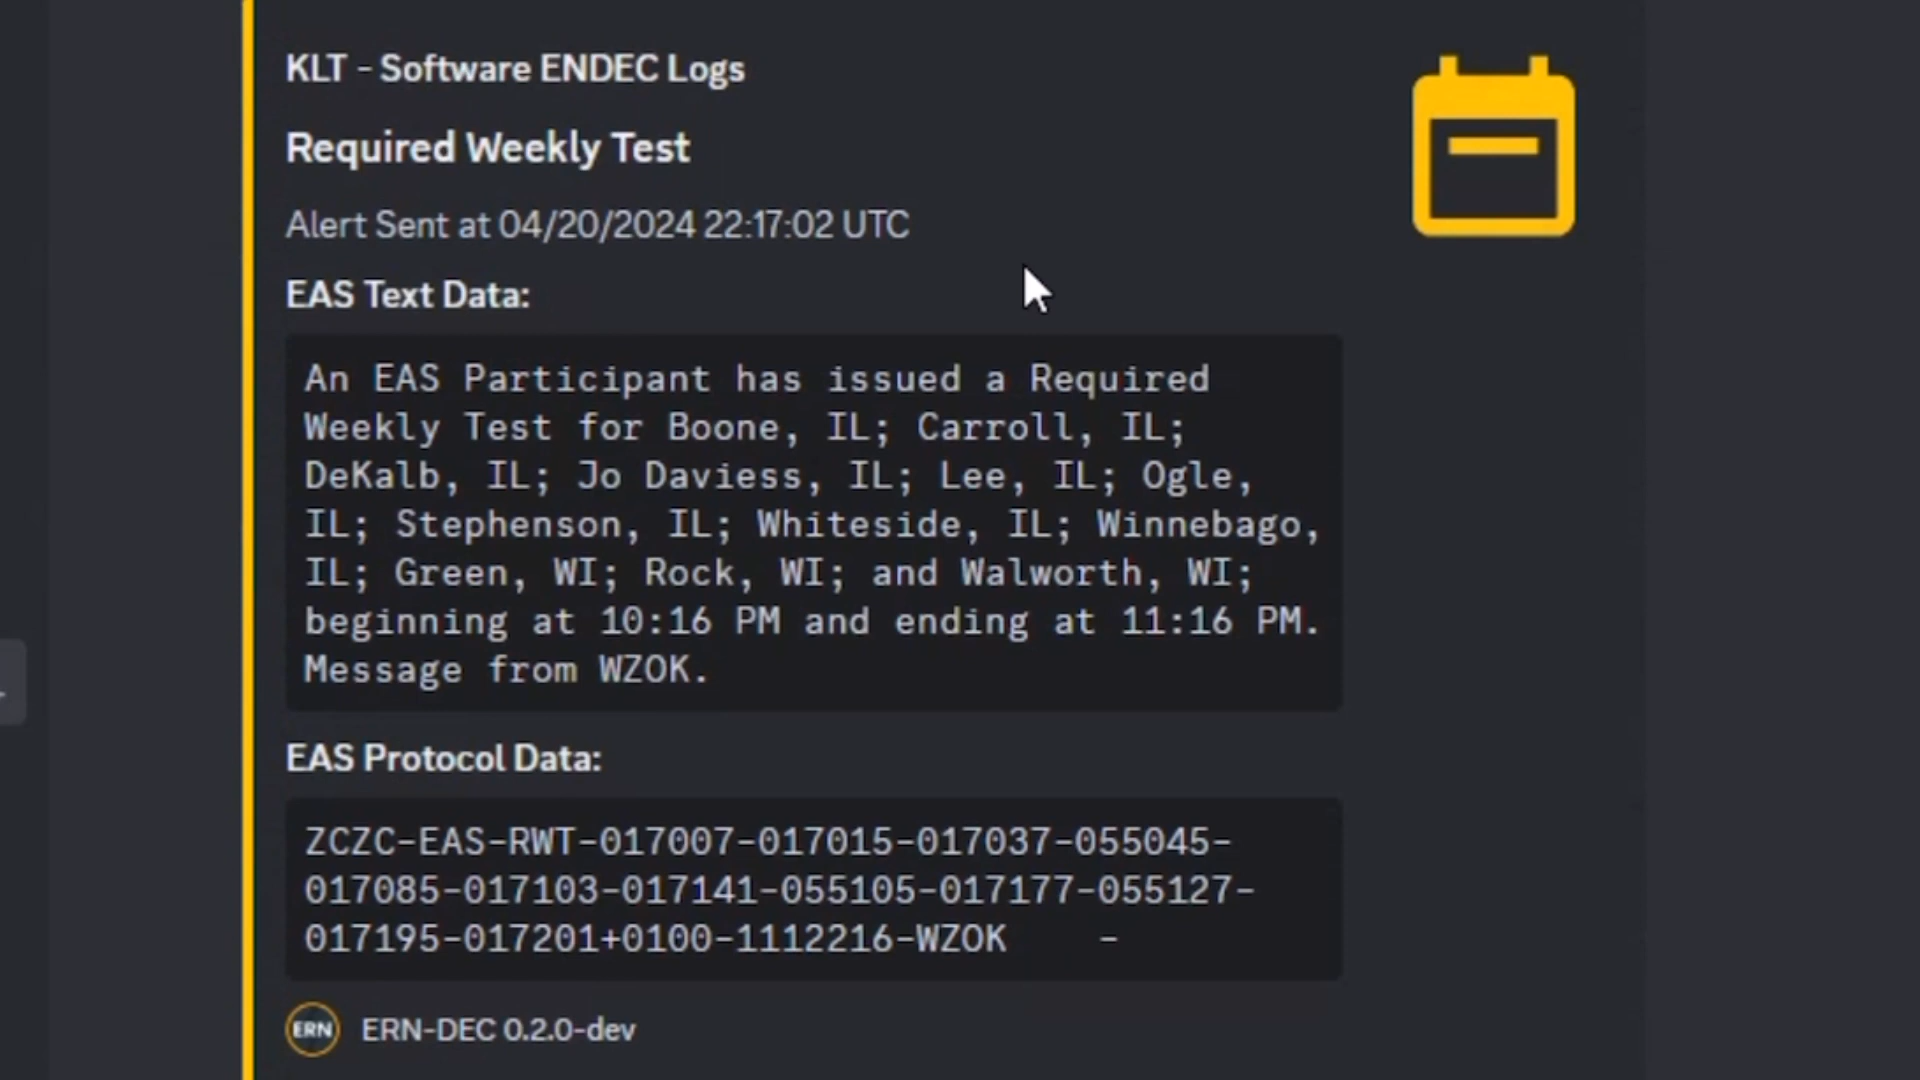 KLT - Software ENDEC Logs
Required Weekly Test
Alert Sent at 04/20/2024 22:17:02 UTC
EAS Text Data:
An EAS Participant has issued a Required
Weekly Test for Boone, IL; Carroll, IL;
DeKalb, IL; Jo Daviess, IL; Lee, IL; Ogle,
IL; Stephenson, IL; Whiteside, IL; Winnebago,
IL; Green, WI; Rock, WI; and Walworth, WI;
beginning at 10:16 PM and ending at 11:16 PM.
Message from WZOK.
EAS Protocol Data:
ZCZC-EAS-RWT-017007-017015-017037-055045-
017085-017103-017141-055105-017177-055127-
017195-017201+0100-1112216-WZOK    -
ERN ERN-DEC 0.2.0-dev